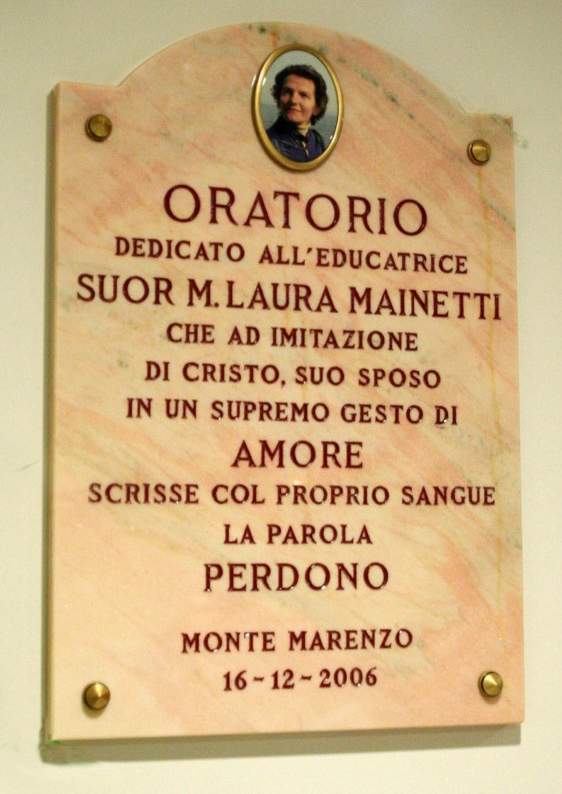 ORATORIO
DEDICATO ALL'EDUCATRICE
SUOR M. LAURA MAINETTI
CHE AD IMITAZIONE
DI CRISTO, SUO SPOSO
IN UN SUPREMO GESTO DI
AMORE
SCRISSE COL PROPRIO SANGUE
LA PAROLA
PERDONO
MONTE MARENZO
16-12-2006